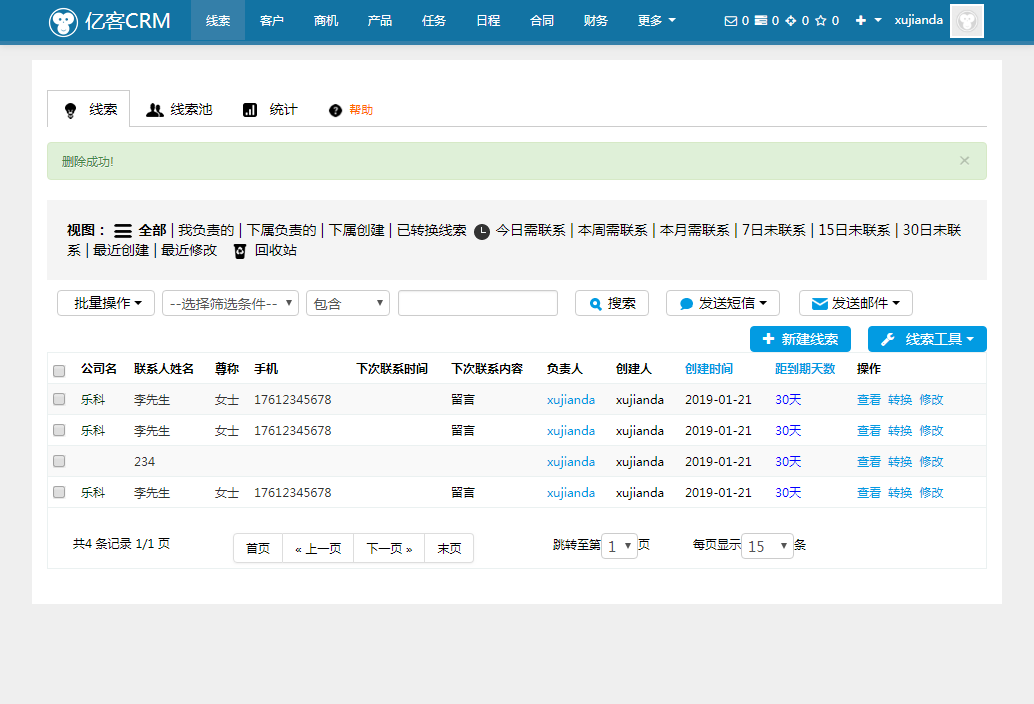 亿客CRM 线索 客户 商机 产品 任务 日程 合同 财务 更多 0 0 0 0 xujianda
线索 线索池 统计 帮助
删除成功! ×
视图： 全部 | 我负责的 | 下属负责的 | 下属创建 | 已转换线索 今日需联系 | 本周需联系 | 本月需联系 | 7日未联系 | 15日未联系 | 30日未联
系 | 最近创建 | 最近修改 回收站
批量操作 --选择筛选条件-- 包含 搜索 发送短信 发送邮件
新建线索 线索工具
公司名 联系人姓名 尊称 手机 下次联系时间 下次联系内容 负责人 创建人 创建时间 距到期天数 操作
乐科 李先生 女士 17612345678 留言 xujianda xujianda 2019-01-21 30天 查看 转换 修改
乐科 李先生 女士 17612345678 留言 xujianda xujianda 2019-01-21 30天 查看 转换 修改
234 xujianda xujianda 2019-01-21 30天 查看 转换 修改
乐科 李先生 女士 17612345678 留言 xujianda xujianda 2019-01-21 30天 查看 转换 修改
共4 条记录 1/1 页 首页 « 上一页 下一页 » 末页 跳转至第 1 页 每页显示 15 条